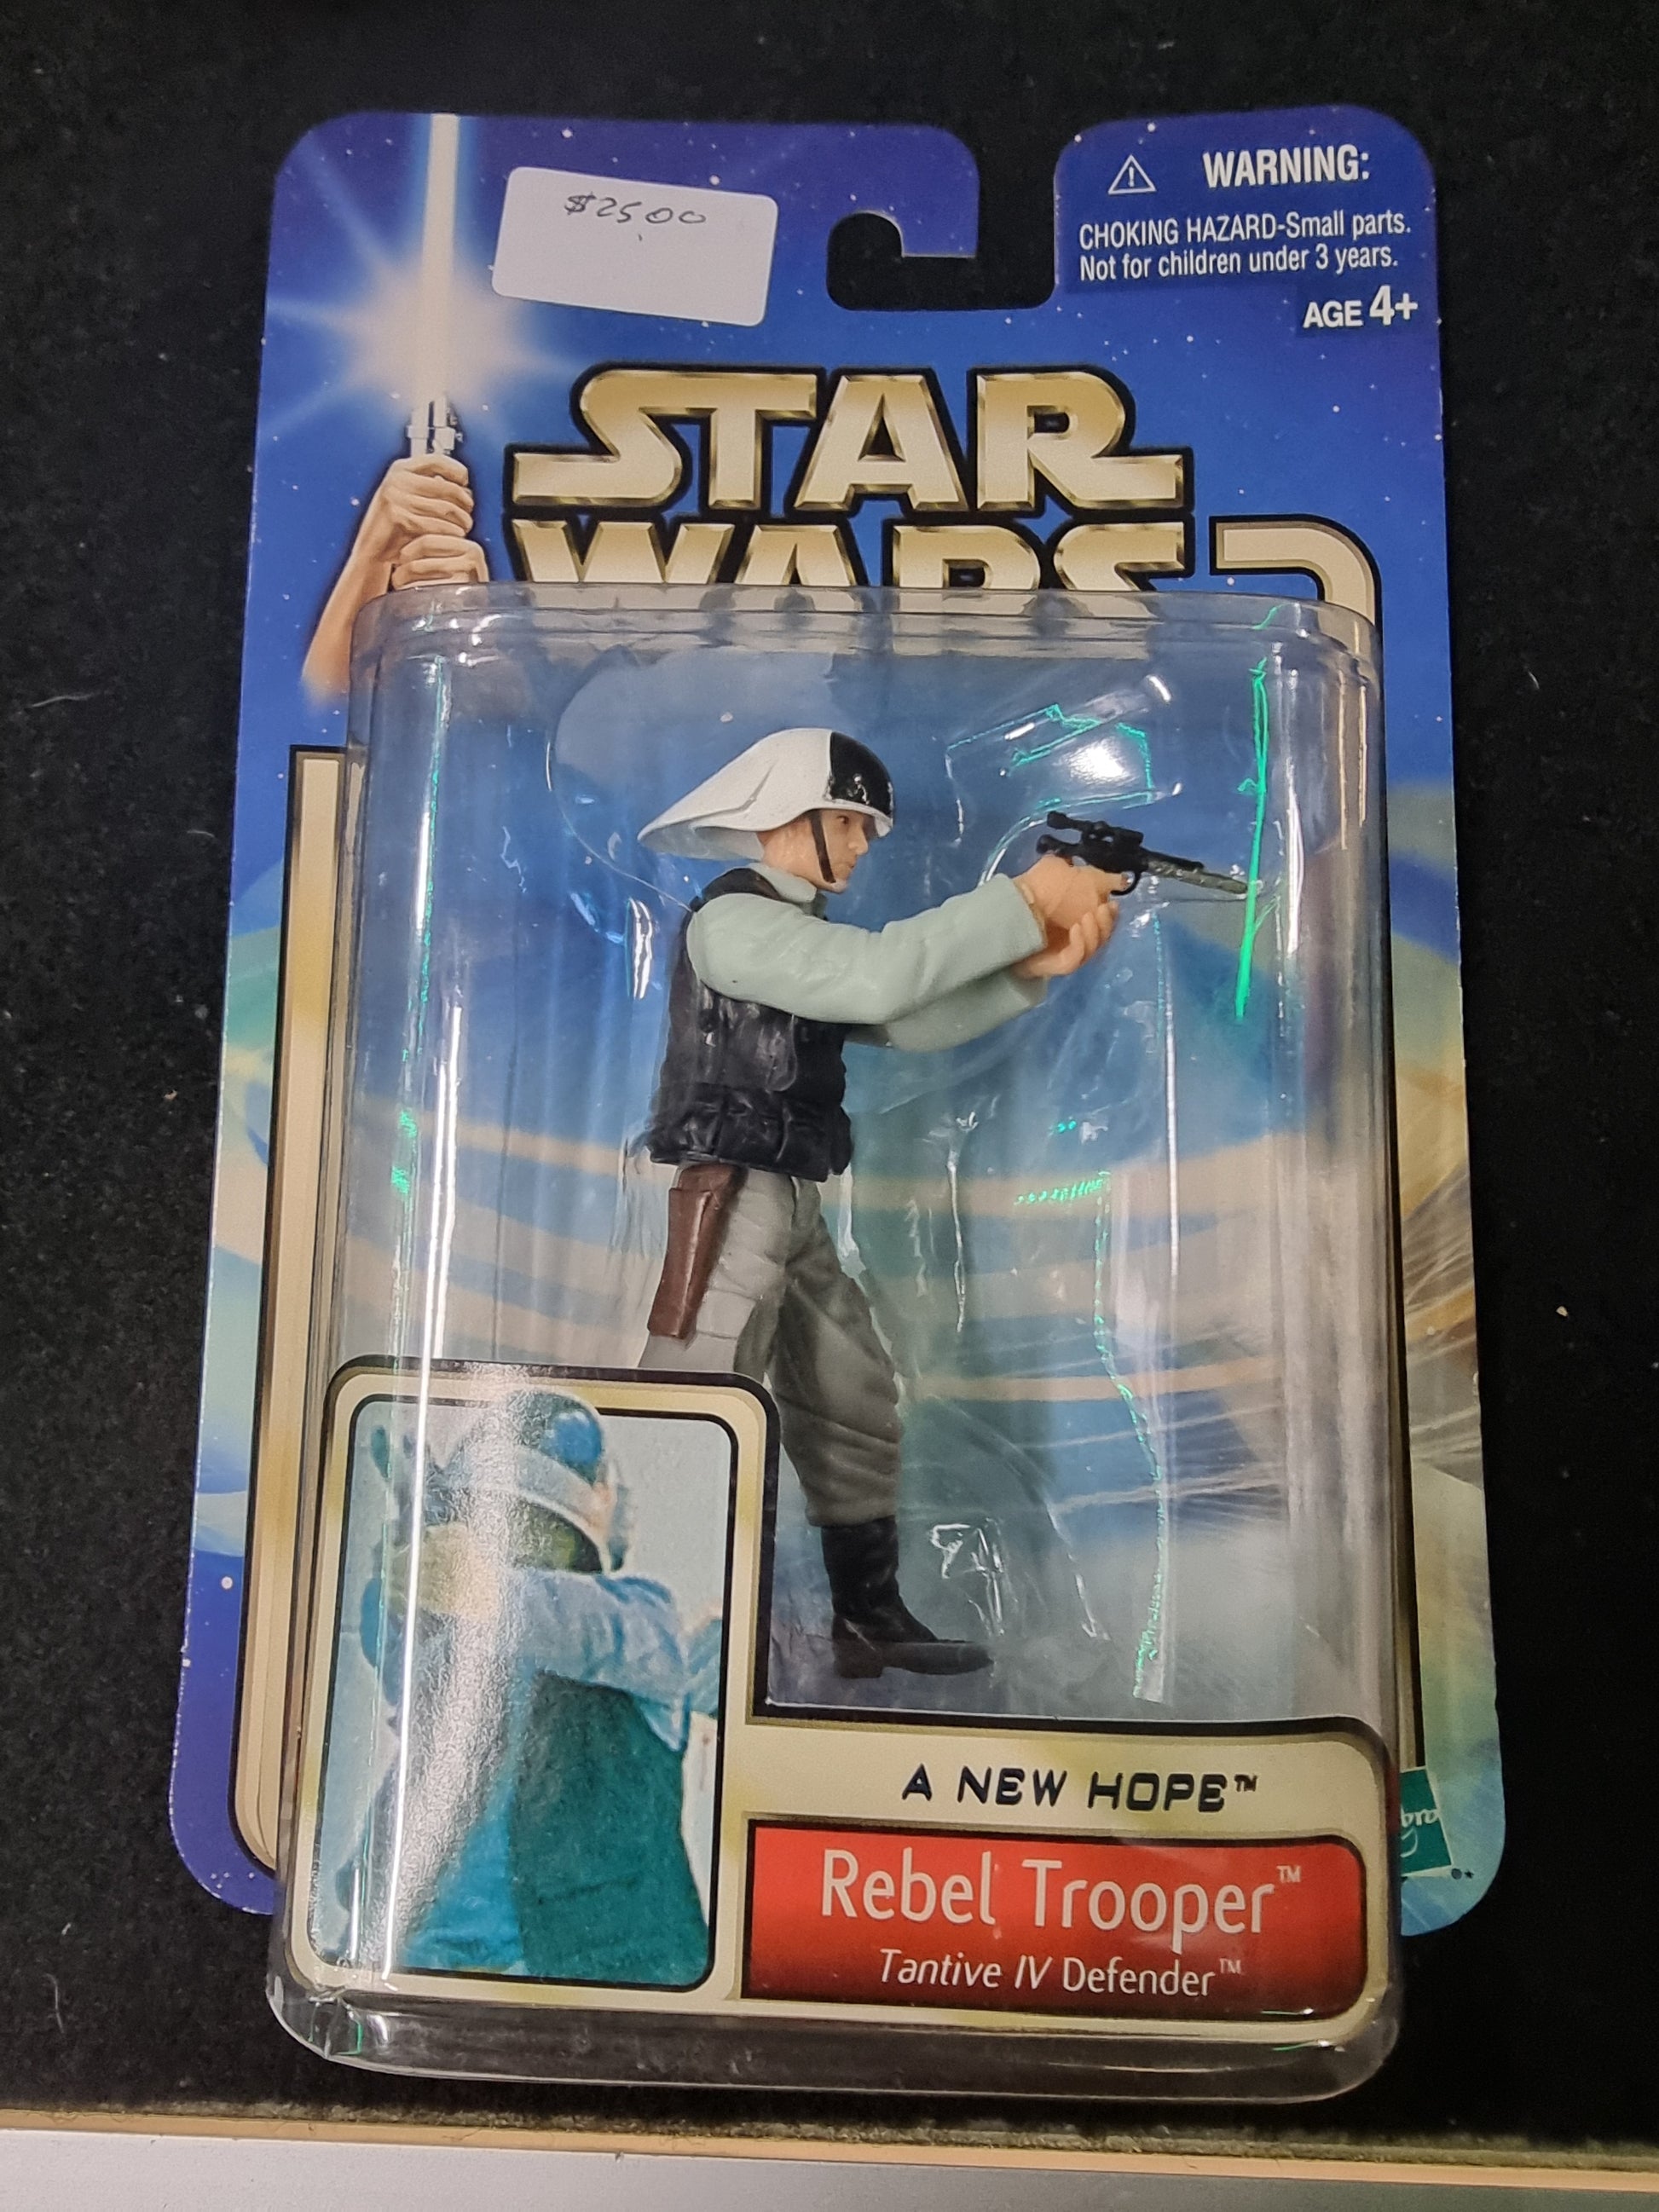 $25.00
WARNING:
CHOKING HAZARD-Small parts.
Not for children under 3 years.
AGE 4+
STAR
WARS
A NEW HOPE™
Rebel Trooper™
Tantive IV Defender™